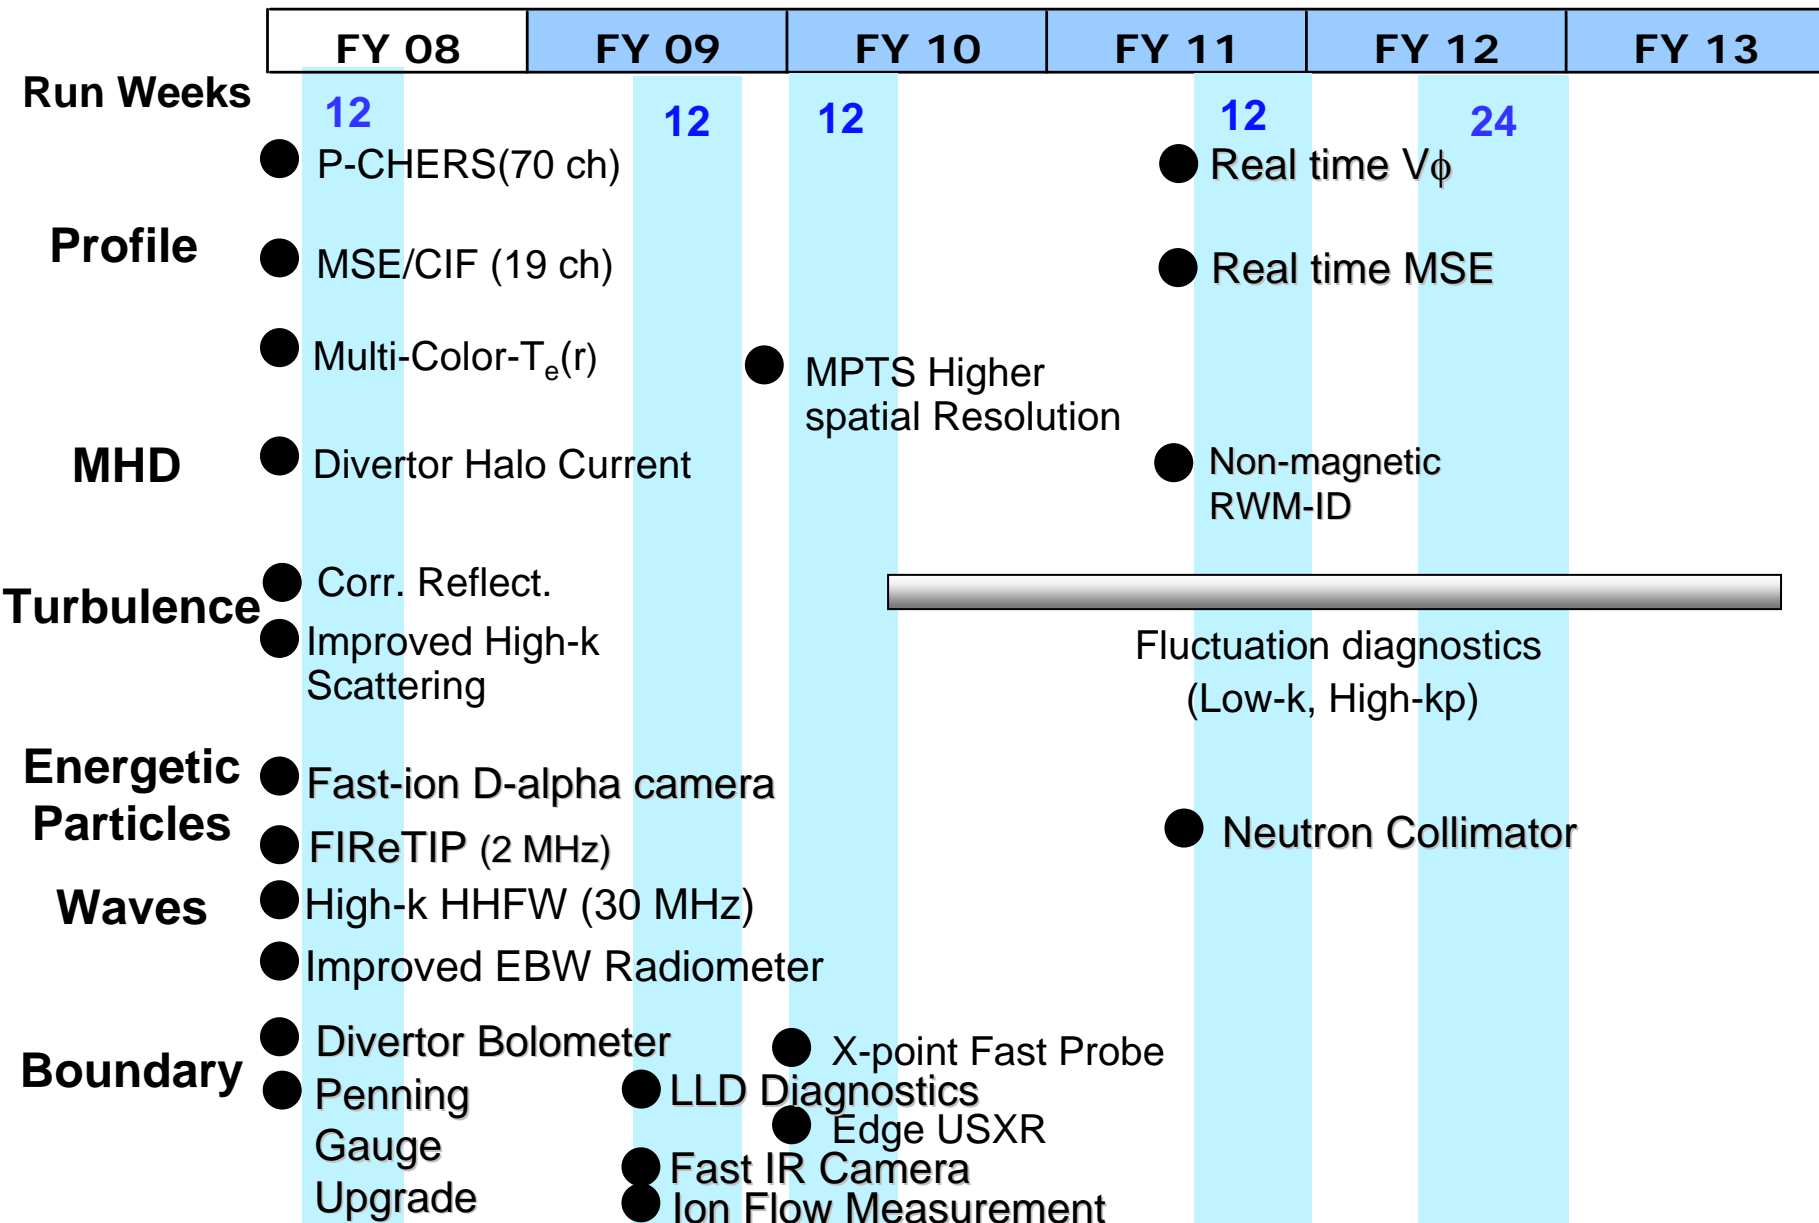 FY 08 FY 09 FY 10 FY 11 FY 12 FY 13
Run Weeks
12 12 12 12 24
P-CHERS(70 ch)
Real time Vϕ
Profile
MSE/CIF (19 ch)
Real time MSE
Multi-Color-Te(r)
MPTS Higher
spatial Resolution
MHD
Divertor Halo Current
Non-magnetic
RWM-ID
Turbulence
Corr. Reflect.
Improved High-k
Scattering
Fluctuation diagnostics
(Low-k, High-kp)
Energetic
Particles
Fast-ion D-alpha camera
FIReTIP (2 MHz)
Neutron Collimator
Waves
High-k HHFW (30 MHz)
Improved EBW Radiometer
Boundary
Divertor Bolometer
Penning
Gauge
Upgrade
X-point Fast Probe
LLD Diagnostics
Edge USXR
Fast IR Camera
Ion Flow Measurement